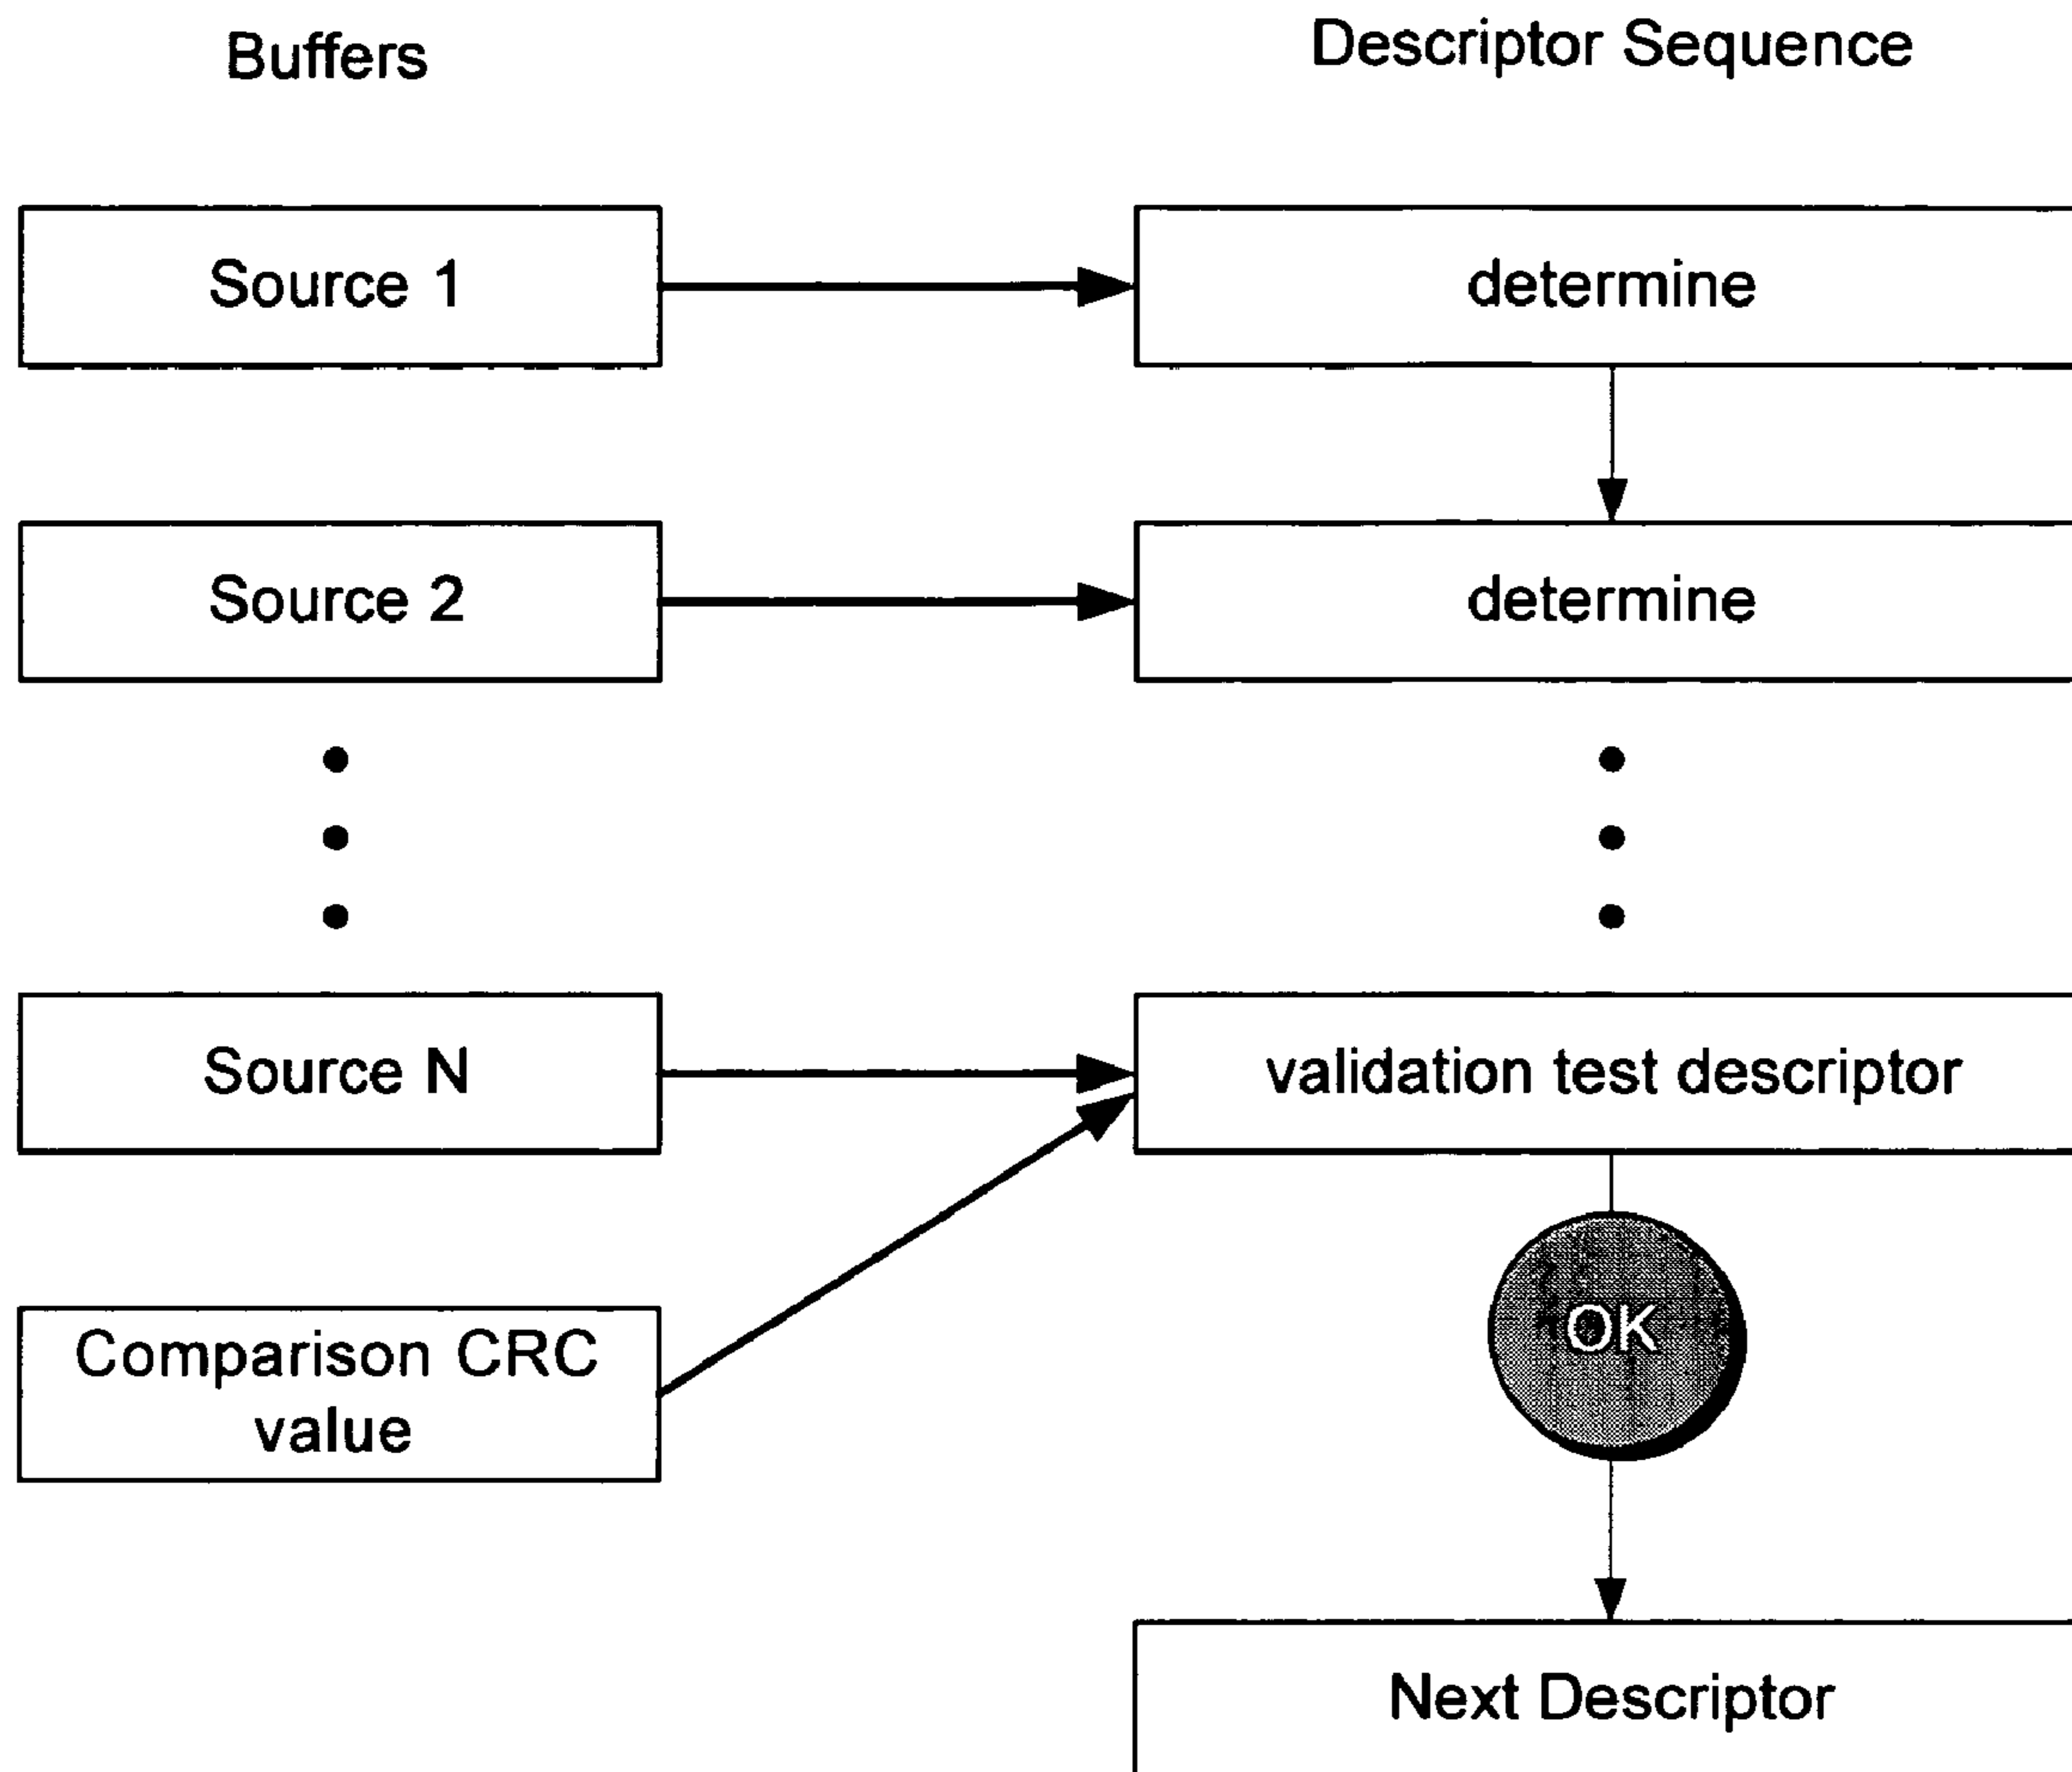 Buffers
Descriptor Sequence
Source 1
determine
Source 2
determine
Source N
validation test descriptor
Comparison CRC
value
OK
Next Descriptor